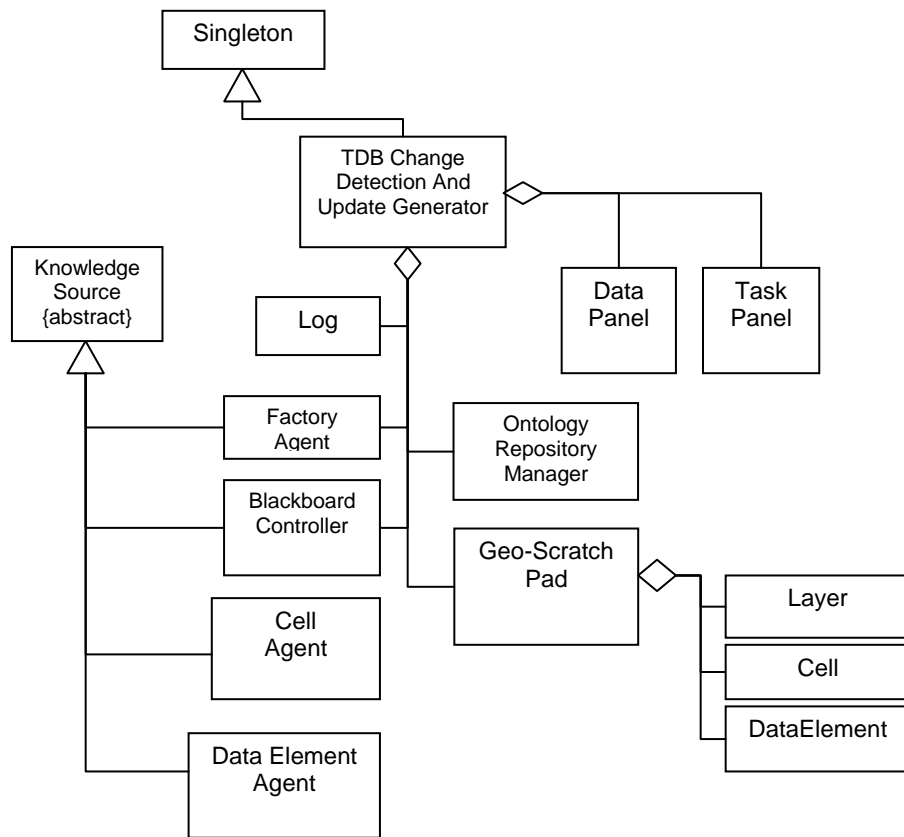 Singleton
TDB Change
Detection And
Update Generator
Knowledge
Source
{abstract}
Data
Panel
Task
Panel
Log
Factory
Agent
Ontology
Repository
Manager
Blackboard
Controller
Geo-Scratch
Pad
Layer
Cell
Agent
Cell
DataElement
Data Element
Agent